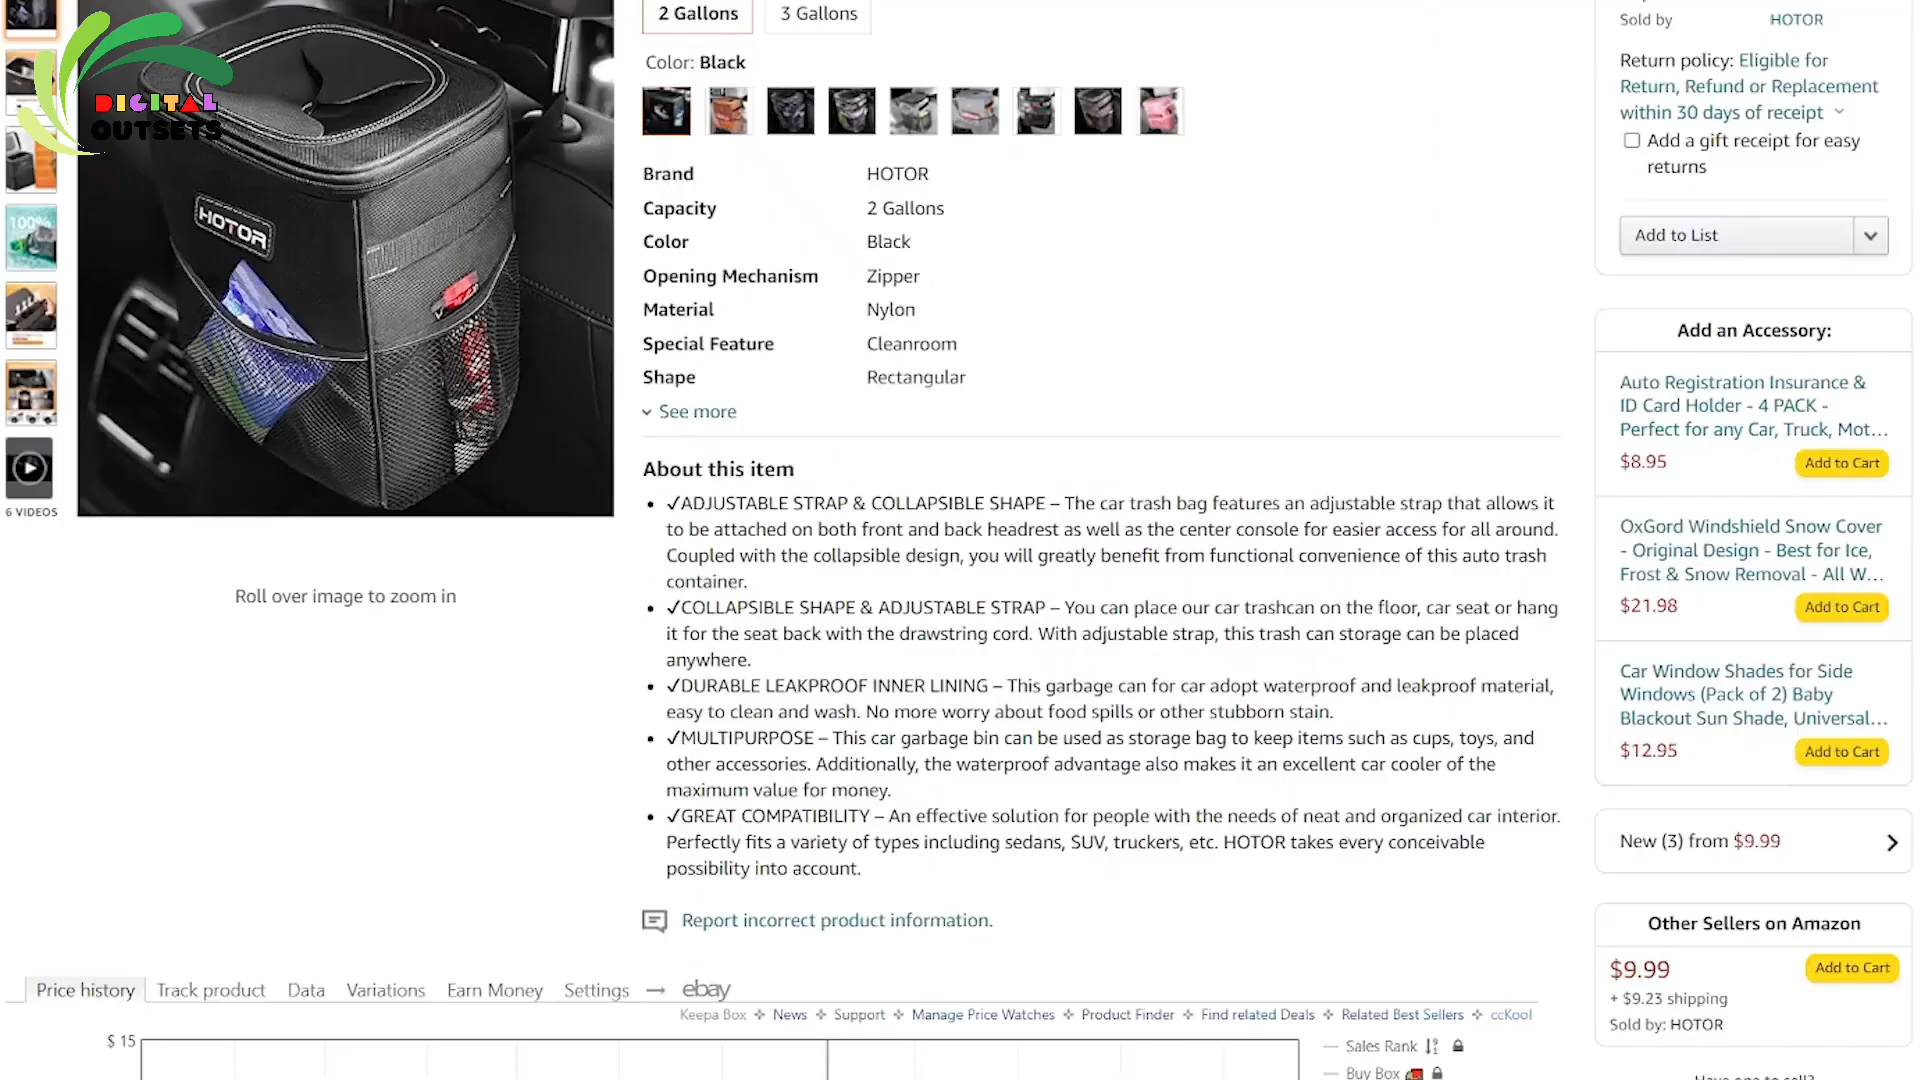 DIGITAL
OUTSETS
HOTOR
100%
6 VIDEOS
Roll over image to zoom in
2 Gallons
3 Gallons
Color: Black
Brand HOTOR
Capacity 2 Gallons
Color Black
Opening Mechanism Zipper
Material Nylon
Special Feature Cleanroom
Shape Rectangular
See more
About this item
• ✓ADJUSTABLE STRAP & COLLAPSIBLE SHAPE – The car trash bag features an adjustable strap that allows it
to be attached on both front and back headrest as well as the center console for easier access for all around.
Coupled with the collapsible design, you will greatly benefit from functional convenience of this auto trash
container.
• ✓COLLAPSIBLE SHAPE & ADJUSTABLE STRAP – You can place our car trashcan on the floor, car seat or hang
it for the seat back with the drawstring cord. With adjustable strap, this trash can storage can be placed
anywhere.
• ✓DURABLE LEAKPROOF INNER LINING – This garbage can for car adopt waterproof and leakproof material,
easy to clean and wash. No more worry about food spills or other stubborn stain.
• ✓MULTIPURPOSE – This car garbage bin can be used as storage bag to keep items such as cups, toys, and
other accessories. Additionally, the waterproof advantage also makes it an excellent car cooler of the
maximum value for money.
• ✓GREAT COMPATIBILITY – An effective solution for people with the needs of neat and organized car interior.
Perfectly fits a variety of types including sedans, SUV, truckers, etc. HOTOR takes every conceivable
possibility into account.
Report incorrect product information.
Price history Track product Data Variations Earn Money Settings → ebay
Keepa Box News Support Manage Price Watches Product Finder Find related Deals Related Best Sellers ccKool
$ 15
Sales Rank
Buy Box
Sold by HOTOR
Return policy: Eligible for
Return, Refund or Replacement
within 30 days of receipt
Add a gift receipt for easy
returns
Add to List
Add an Accessory:
Auto Registration Insurance &
ID Card Holder - 4 PACK -
Perfect for any Car, Truck, Mot...
$8.95 Add to Cart
OxGord Windshield Snow Cover
- Original Design - Best for Ice,
Frost & Snow Removal - All W...
$21.98 Add to Cart
Car Window Shades for Side
Windows (Pack of 2) Baby
Blackout Sun Shade, Universal...
$12.95 Add to Cart
New (3) from $9.99
Other Sellers on Amazon
$9.99 Add to Cart
+ $9.23 shipping
Sold by: HOTOR
Have one to sell?